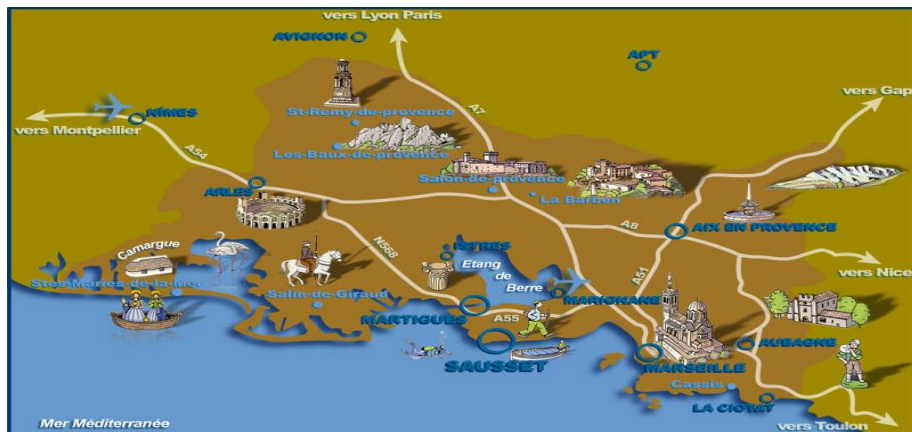 vers Lyon Paris
AVIGNON
APT
vers Gap
NÎMES
vers Montpellier
A7
St-Remy-de-provence
Les-Baux-de-provence
A54
Salon-de-provence
La Barben
ARLES
A8
AIX EN PROVENCE
Camargue
N568
ISTRES
Etang
de
Berre
A51
vers Nice
Stes-Maries-de-la-Mer
Salin-de-Giraud
MARIGNANE
MARTIGUES
A55
SAUSSET
AUBAGNE
MARSEILLE
Cassis
LA CIOTAT
Mer Méditerranée
vers Toulon